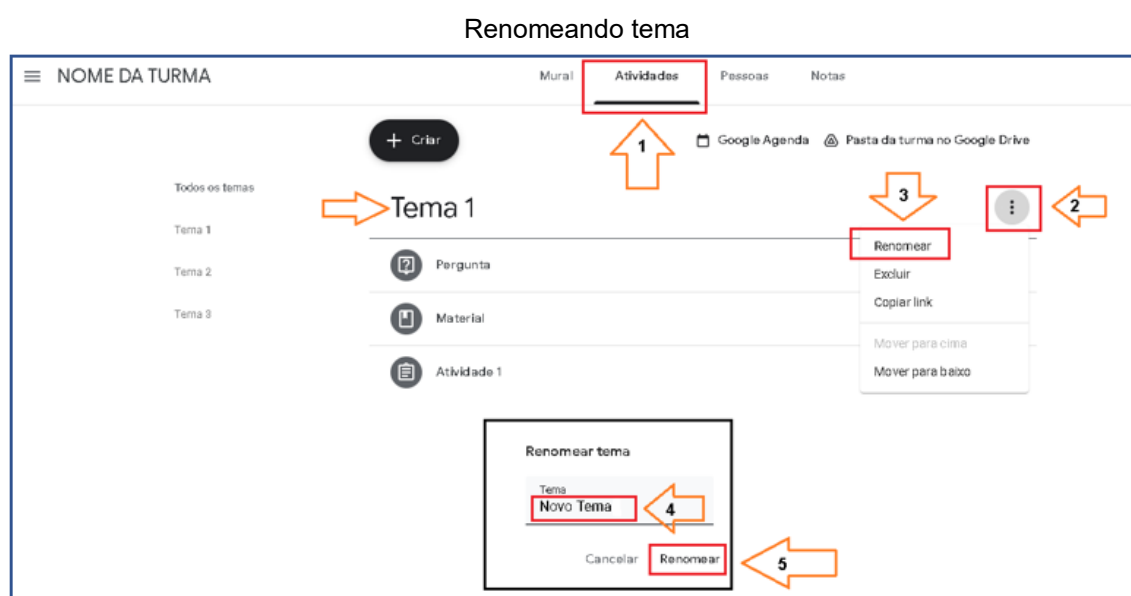 Renomeando tema
NOME DA TURMA
Mural Atividades Pessoas Notas
+ Criar
1
Google Agenda Pasta da turma no Google Drive
Todos os temas
Tema 1
Tema 2
Tema 3
Tema 1
3
2
Pergunta
Material
Atividade 1
Renomear
Excluir
Copiar link
Mover para cima
Mover para baixo
Renomear tema
Tema
Novo Tema
4
Cancelar Renomear
5